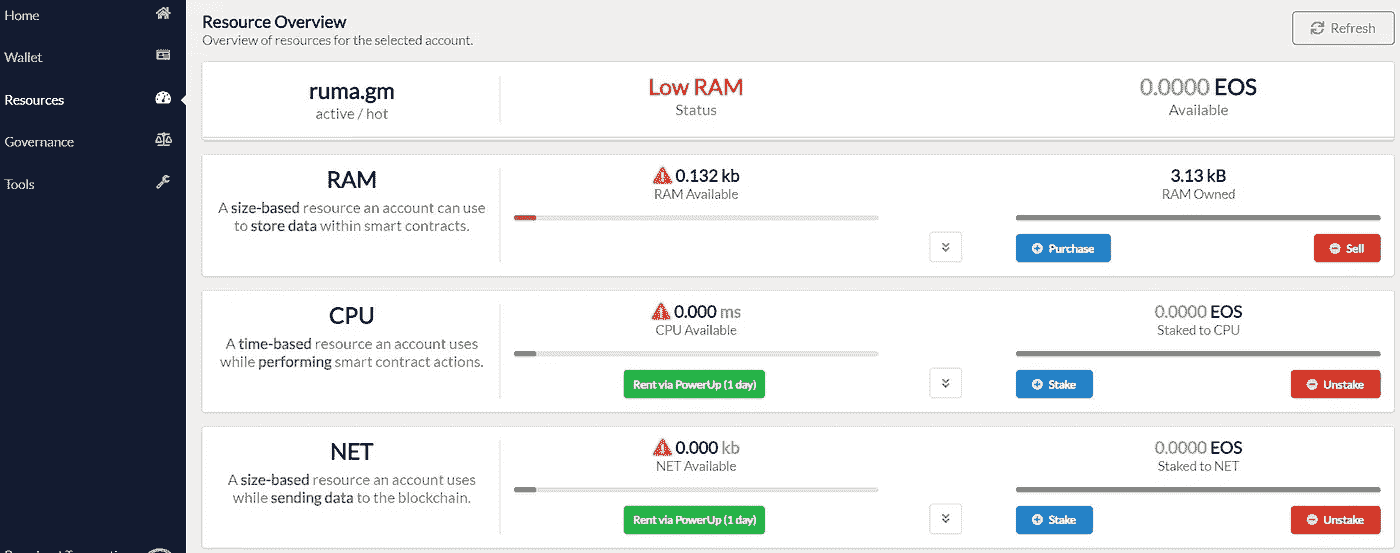 Home
Wallet
Resources
Governance
Tools
Resource Overview
Overview of resources for the selected account.
Refresh
ruma.gm
active / hot
Low RAM
Status
0.0000 EOS
Available
RAM
A size-based resource an account can use
to store data within smart contracts.
0.132 kb
RAM Available
3.13 kB
RAM Owned
Purchase
Sell
CPU
A time-based resource an account uses
while performing smart contract actions.
0.000 ms
CPU Available
Rent via PowerUp (1 day)
0.0000 EOS
Staked to CPU
Stake
Unstake
NET
A size-based resource an account uses
while sending data to the blockchain.
0.000 kb
NET Available
Rent via PowerUp (1 day)
0.0000 EOS
Staked to NET
Stake
Unstake